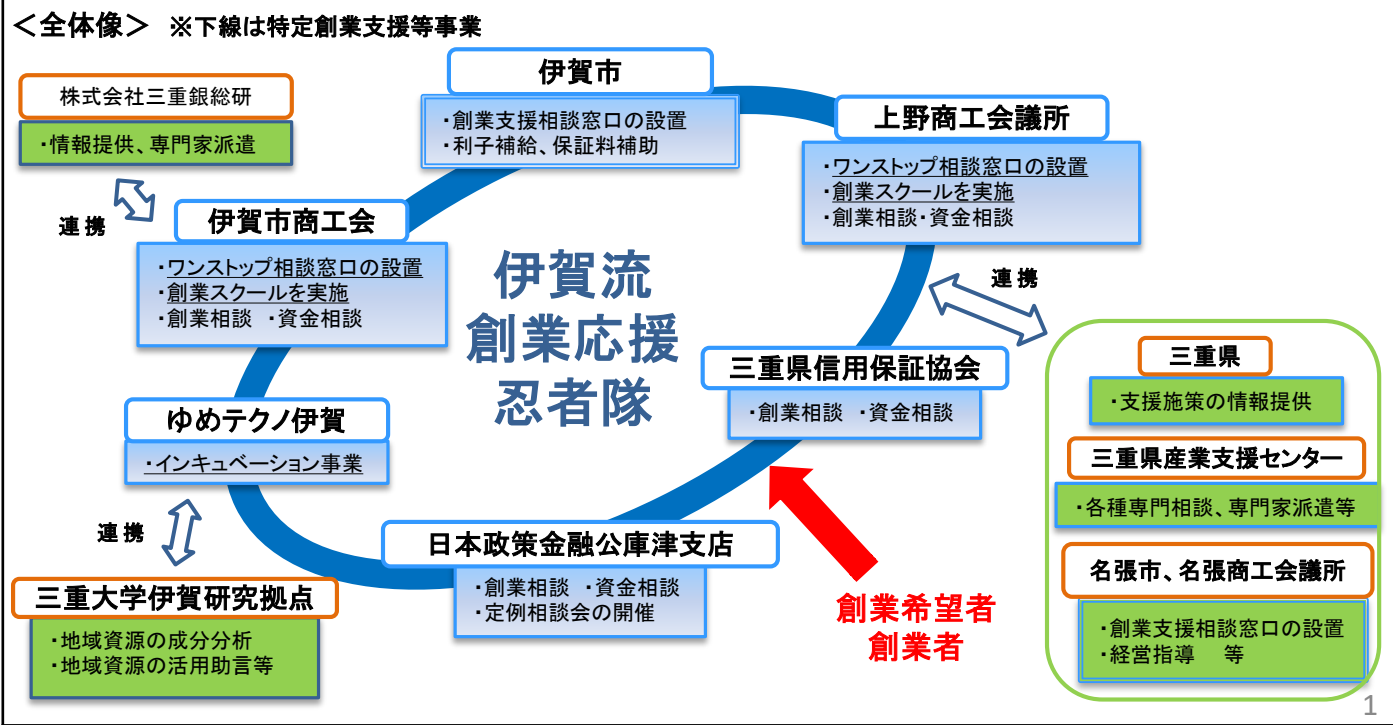 ＜全体像＞ ※下線は特定創業支援等事業
株式会社三重銀総研
・情報提供、専門家派遣
連携
伊賀市
・創業支援相談窓口の設置
・利子補給、保証料補助
上野商工会議所
・ワンストップ相談窓口の設置
・創業スクールを実施
・創業相談・資金相談
連携
伊賀市商工会
・ワンストップ相談窓口の設置
・創業スクールを実施
・創業相談 ・資金相談
伊賀流
創業応援
忍者隊
三重県信用保証協会
・創業相談 ・資金相談
ゆめテクノ伊賀
・インキュベーション事業
連携
三重大学伊賀研究拠点
・地域資源の成分分析
・地域資源の活用助言等
日本政策金融公庫津支店
・創業相談 ・資金相談
・定例相談会の開催
創業希望者
創業者
三重県
・支援施策の情報提供
三重県産業支援センター
・各種専門相談、専門家派遣等
名張市、名張商工会議所
・創業支援相談窓口の設置
・経営指導 等
1